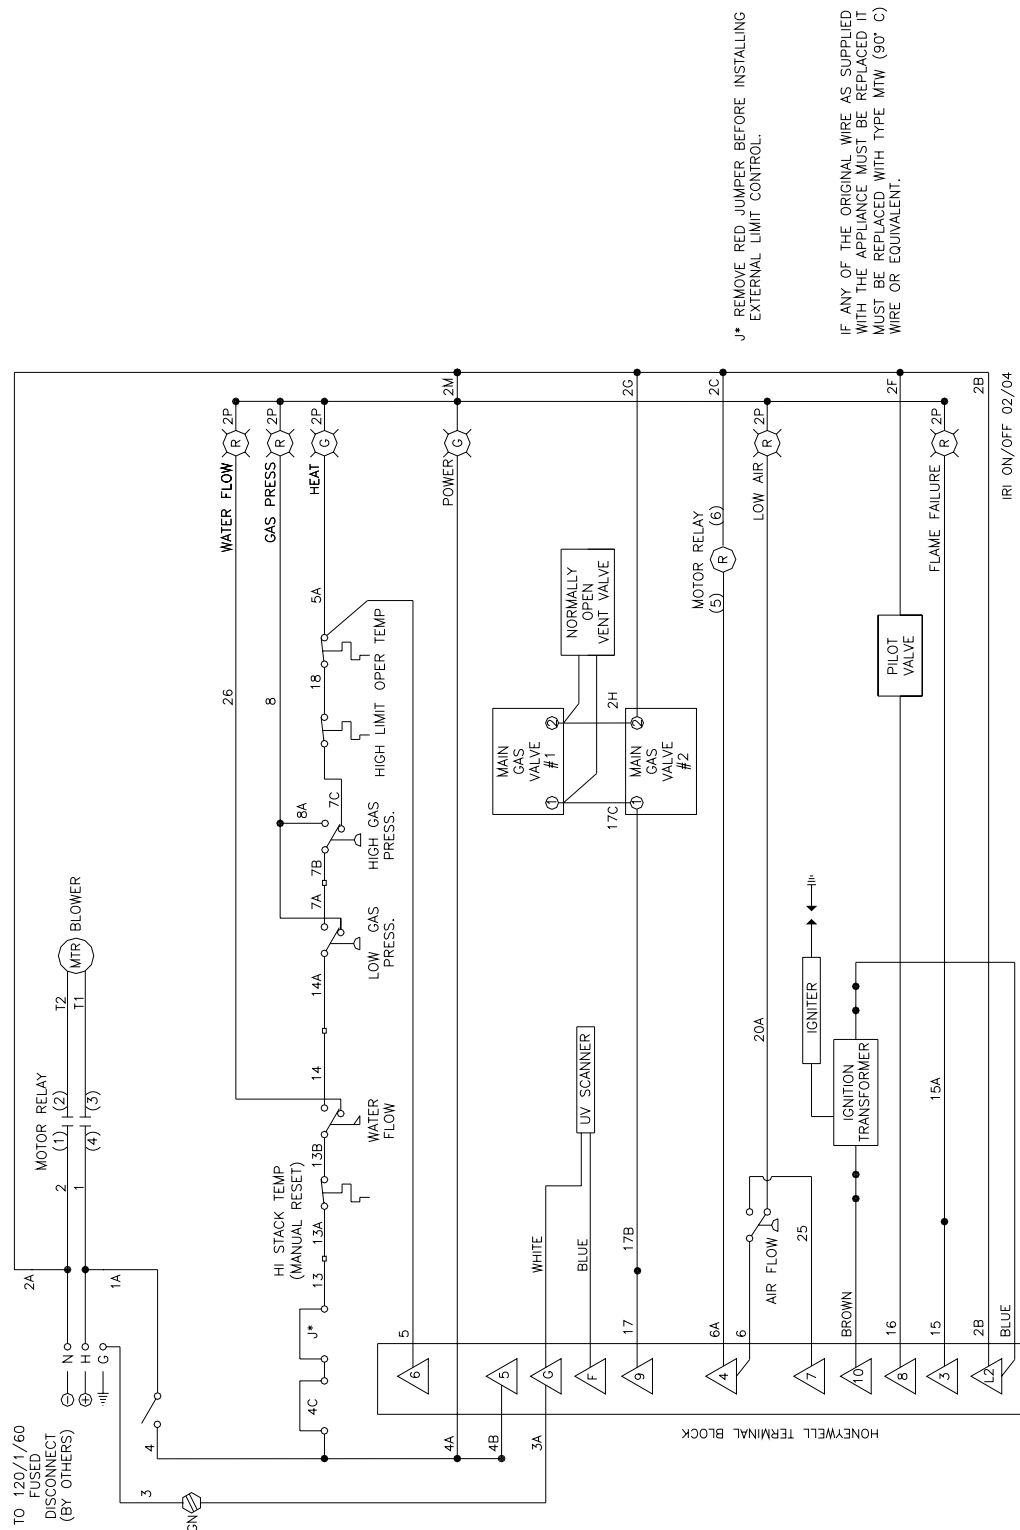 TO 120/1/60
FUSED
DISCONNECT
(BY OTHERS)
N
H
G
2A
1A
2
1
MOTOR RELAY
(1) (2)
(4) (3)
T2
T1
MTR
BLOWER
3
4
GN
4C
J*
13
HI STACK TEMP
(MANUAL RESET)
13A
13B
WATER
FLOW
14
14A
LOW GAS
PRESS.
7A
7B
HIGH GAS
PRESS.
8A
7C
HIGH LIMIT
18
OPER TEMP
5A
26
8
WATER FLOW
R
2P
GAS PRESS
R
2P
HEAT
G
2P
4A
POWER
G
2M
4B
3A
HONEYWELL TERMINAL BLOCK
6
5
5
G
WHITE
F
BLUE
UV SCANNER
9
17
17B
MAIN
GAS
VALVE
#1
1
2
17C
2H
MAIN
GAS
VALVE
#2
1
2
NORMALLY
OPEN
VENT VALVE
2G
4
6A
6
MOTOR RELAY
(5)
R
(6)
2C
AIR FLOW
7
25
20A
LOW AIR
R
2P
IGNITER
10
BROWN
IGNITION
TRANSFORMER
8
16
PILOT
VALVE
2F
3
15
15A
FLAME FAILURE
R
2P
L2
2B
BLUE
2B
J* REMOVE RED JUMPER BEFORE INSTALLING
EXTERNAL LIMIT CONTROL.
IF ANY OF THE ORIGINAL WIRE AS SUPPLIED
WITH THE APPLIANCE MUST BE REPLACED IT
MUST BE REPLACED WITH TYPE MTW (90° C)
WIRE OR EQUIVALENT.
IRI ON/OFF 02/04